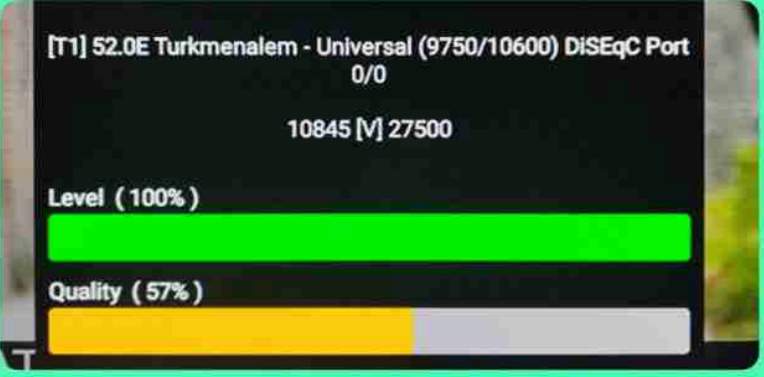 [T1] 52.0E Turkmenalem - Universal (9750/10600) DiSEqC Port
0/0
10845 [V] 27500
Level ( 100% )
Quality ( 57% )
T